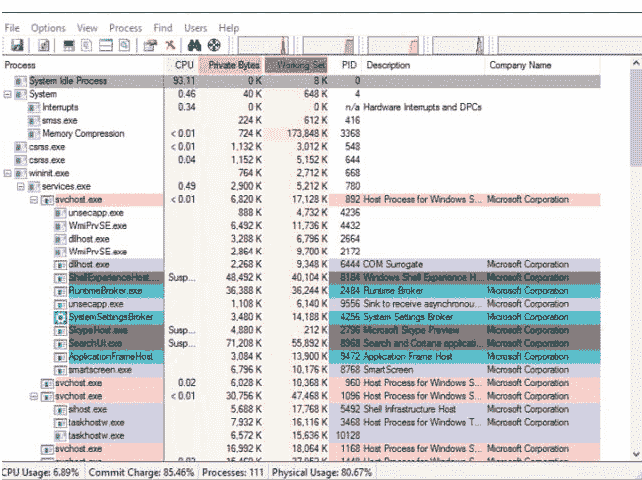 File Options View Process Find Users Help
Process CPU Private Bytes Working Set PID Description Company Name
System Idle Process 93.11 0 K 8 K 0
System 0.46 40 K 648 K 4
Interrupts 0.34 0 K 0 K n/a Hardware Interrupts and DPCs
smss.exe 224 K 612 K 416
Memory Compression < 0.01 724 K 173,848 K 3368
csrss.exe < 0.01 1,132 K 3,012 K 548
csrss.exe 0.04 1,152 K 5,152 K 644
wininit.exe 764 K 2,712 K 668
services.exe 0.49 2,900 K 5,212 K 780
svchost.exe < 0.01 6,820 K 17,128 K 892 Host Process for Windows S... Microsoft Corporation
unsecapp.exe 888 K 4,732 K 4236
WmiPrvSE.exe 6,492 K 11,736 K 4432
dllhost.exe 3,288 K 6,796 K 2664
WmiPrvSE.exe 2,864 K 9,700 K 2172
dllhost.exe 2,268 K 9,348 K 6444 COM Surrogate Microsoft Corporation
ShellExperienceHost... Susp... 48,492 K 40,104 K 8184 Windows Shell Experience H... Microsoft Corporation
RuntimeBroker.exe 36,388 K 36,244 K 2484 Runtime Broker Microsoft Corporation
unsecapp.exe 1,108 K 6,140 K 9556 Sink to receive asynchronou... Microsoft Corporation
SystemSettingsBroker 3,480 K 14,188 K 4256 System Settings Broker Microsoft Corporation
SkypeHost.exe Susp... 4,880 K 212 K 2796 Microsoft Skype Preview Microsoft Corporation
SearchUI.exe Susp... 71,208 K 55,892 K 8968 Search and Cortana applicati... Microsoft Corporation
ApplicationFrameHost 3,084 K 13,900 K 9472 Application Frame Host Microsoft Corporation
smartscreen.exe 6,796 K 10,176 K 8768 SmartScreen Microsoft Corporation
svchost.exe 0.02 6,028 K 10,368 K 960 Host Process for Windows S... Microsoft Corporation
svchost.exe < 0.01 30,756 K 47,468 K 1096 Host Process for Windows S... Microsoft Corporation
sihost.exe 5,688 K 17,768 K 5492 Shell Infrastructure Host Microsoft Corporation
taskhostw.exe 7,932 K 16,116 K 3468 Host Process for Windows T... Microsoft Corporation
taskhostw.exe 6,572 K 15,636 K 10128
svchost.exe 16,992 K 18,064 K 1168 Host Process for Windows S... Microsoft Corporation
CPU Usage: 6.89% Commit Charge: 85.46% Processes: 111 Physical Usage: 80.67%